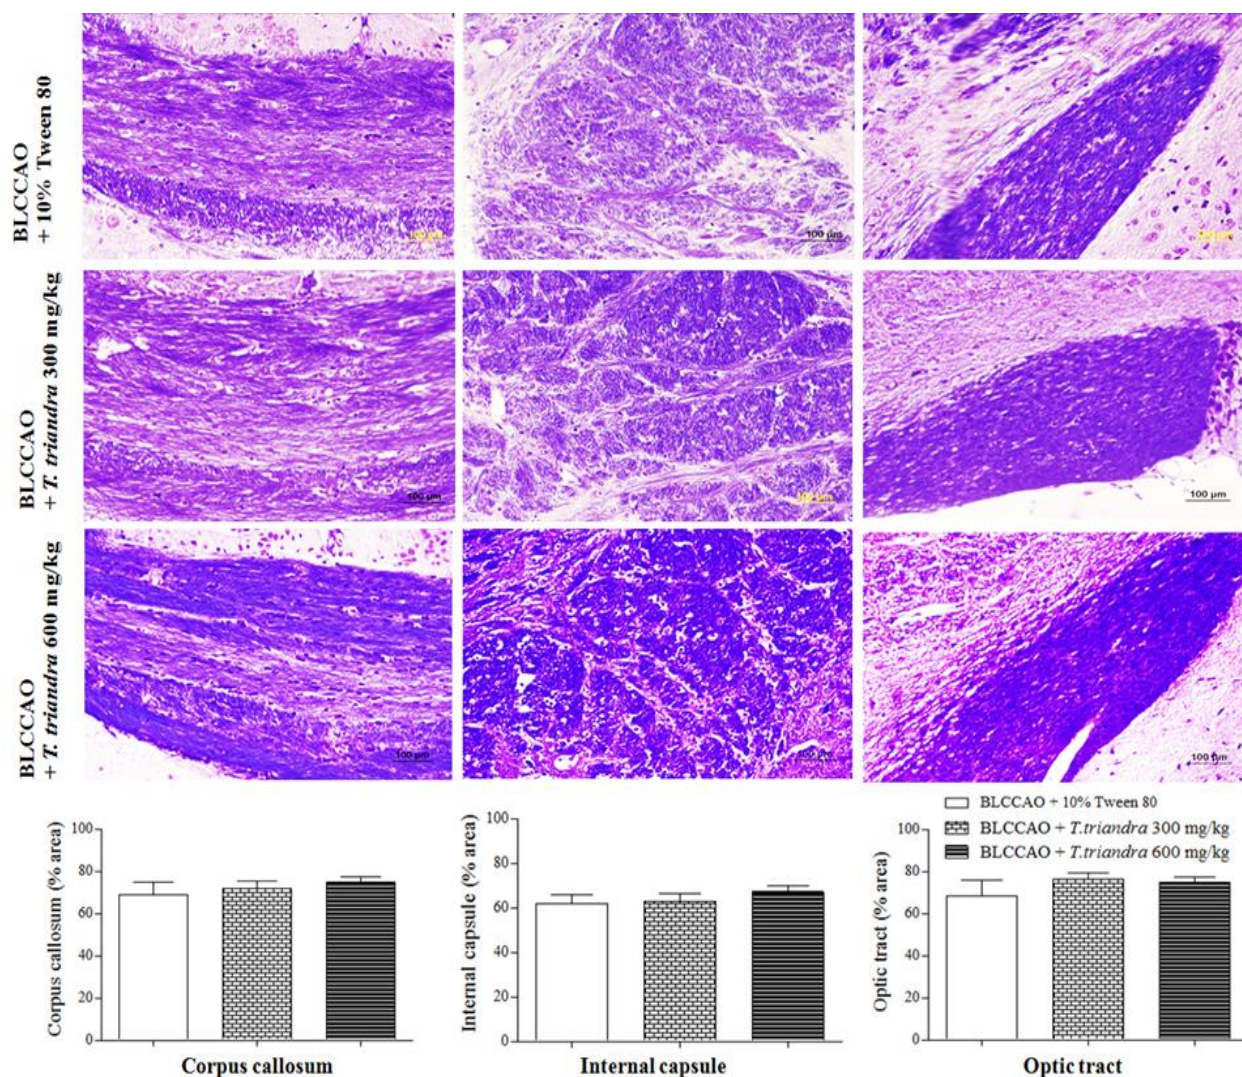 BLCCAO
+ 10% Tween 80
100 µm
BLCCAO
+ T. triandra 300 mg/kg
100 µm
100 µm
100 µm
BLCCAO
+ T. triandra 600 mg/kg
100 µm
100 µm
Corpus callosum (% area)
100
80
60
40
20
0
Corpus callosum
Internal capsule (% area)
100
80
60
40
20
0
Internal capsule
BLCCAO + 10% Tween 80
BLCCAO + T.triandra 300 mg/kg
BLCCAO + T.triandra 600 mg/kg
Optic tract (% area)
100
80
60
40
20
0
Optic tract